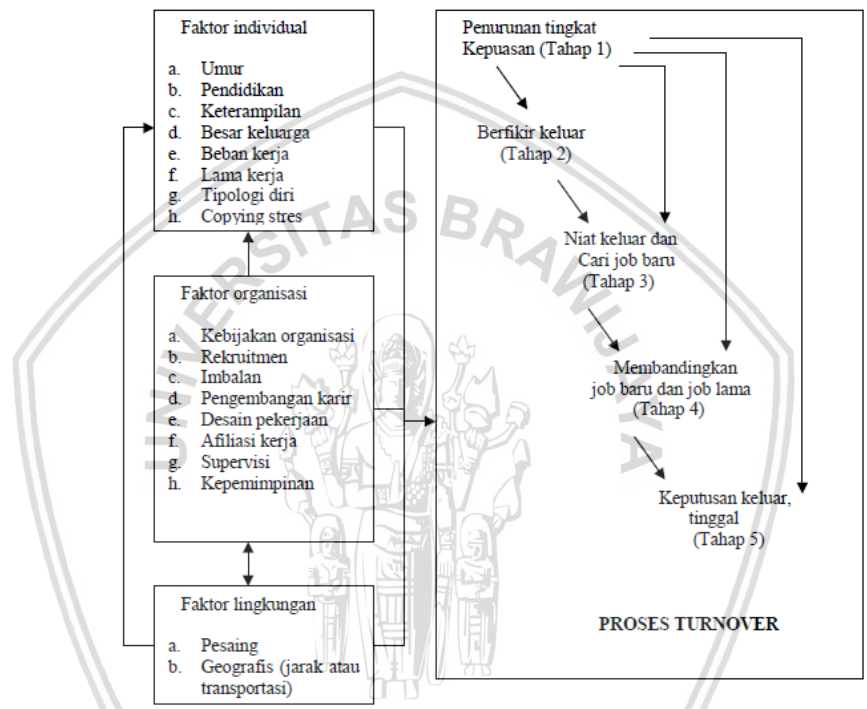 Faktor individual
a. Umur
b. Pendidikan
c. Keterampilan
d. Besar keluarga
e. Beban kerja
f. Lama kerja
g. Tipologi diri
h. Copying stres
Faktor organisasi
a. Kebijakan organisasi
b. Rekruitmen
c. Imbalan
d. Pengembangan karir
e. Desain pekerjaan
f. Afiliasi kerja
g. Supervisi
h. Kepemimpinan
Faktor lingkungan
a. Pesaing
b. Geografis (jarak atau
transportasi)
Penurunan tingkat
Kepuasan (Tahap 1)
Berfikir keluar
(Tahap 2)
Niat keluar dan
Cari job baru
(Tahap 3)
Membandingkan
job baru dan job lama
(Tahap 4)
Keputusan keluar,
tinggal
(Tahap 5)
PROSES TURNOVER
UNIVERSITAS BRAWIJAYA